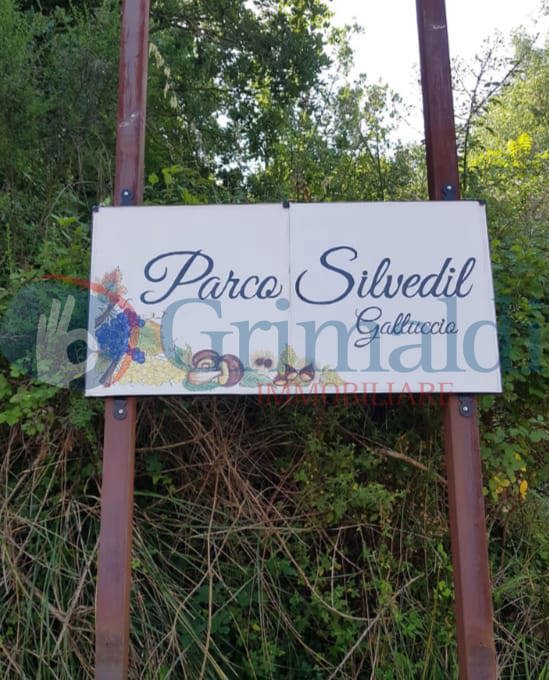 Parco Silvedil
Galluccio
Grimaldi
IMMOBILIARE